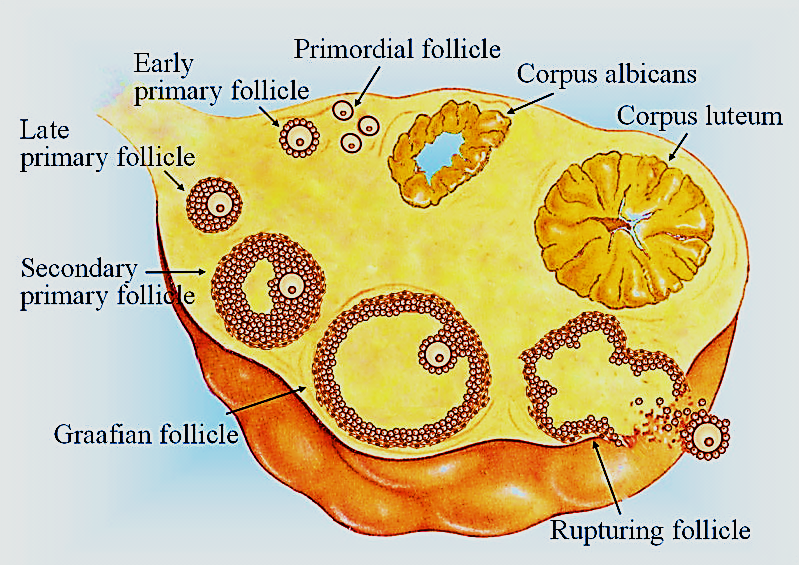 Primordial follicle
Early
primary follicle
Corpus albicans
Corpus luteum
Late
primary follicle
Secondary
primary follicle
Graafian follicle
Rupturing follicle